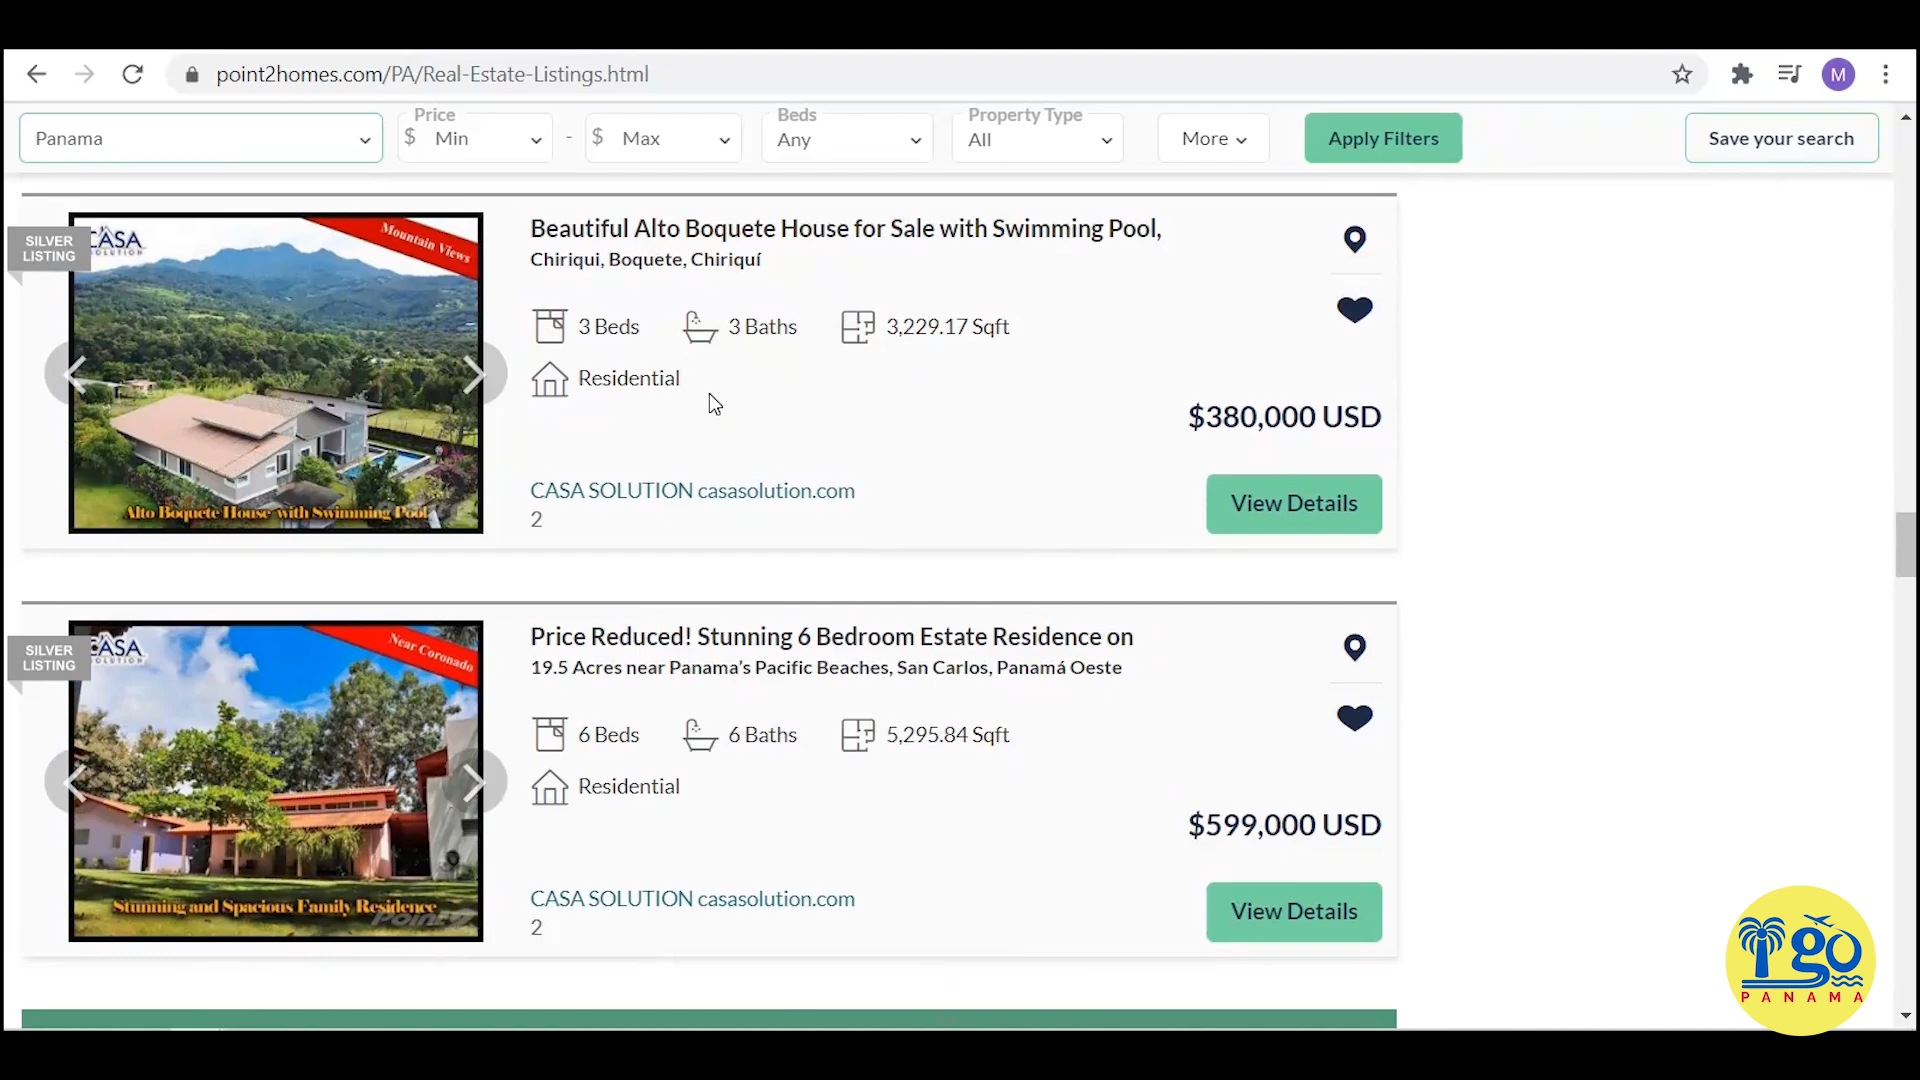 point2homes.com/PA/Real-Estate-Listings.html
M
Panama
Price
$ Min
-
$ Max
Beds
Any
Property Type
All
More
Apply Filters
Save your search
SILVER
LISTING
CASA
SOLUTION
Mountain Views
Alto Boquete House with Swimming Pool
Beautiful Alto Boquete House for Sale with Swimming Pool,
Chiriqui, Boquete, Chiriquí
3 Beds
3 Baths
3,229.17 Sqft
Residential
$380,000 USD
CASA SOLUTION casasolution.com
2
View Details
SILVER
LISTING
CASA
SOLUTION
Near Coronado
Stunning and Spacious Family Residence
POINT2
Price Reduced! Stunning 6 Bedroom Estate Residence on
19.5 Acres near Panama’s Pacific Beaches, San Carlos, Panamá Oeste
6 Beds
6 Baths
5,295.84 Sqft
Residential
$599,000 USD
CASA SOLUTION casasolution.com
2
View Details
go
PANAMA